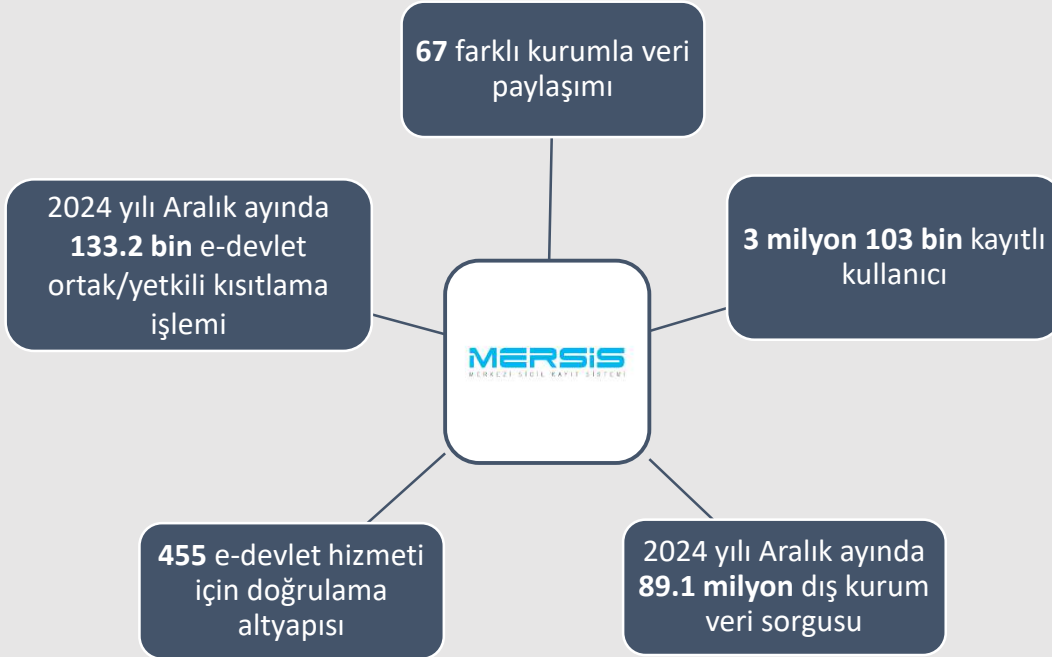 67 farklı kurumla veri
paylaşımı
2024 yılı Aralık ayında
133.2 bin e-devlet
ortak/yetkili kısıtlama
işlemi
3 milyon 103 bin kayıtlı
kullanıcı
MERSiS
MERKEZİ SİCİL KAYIT SİSTEMİ
455 e-devlet hizmeti
için doğrulama
altyapısı
2024 yılı Aralık ayında
89.1 milyon dış kurum
veri sorgusu